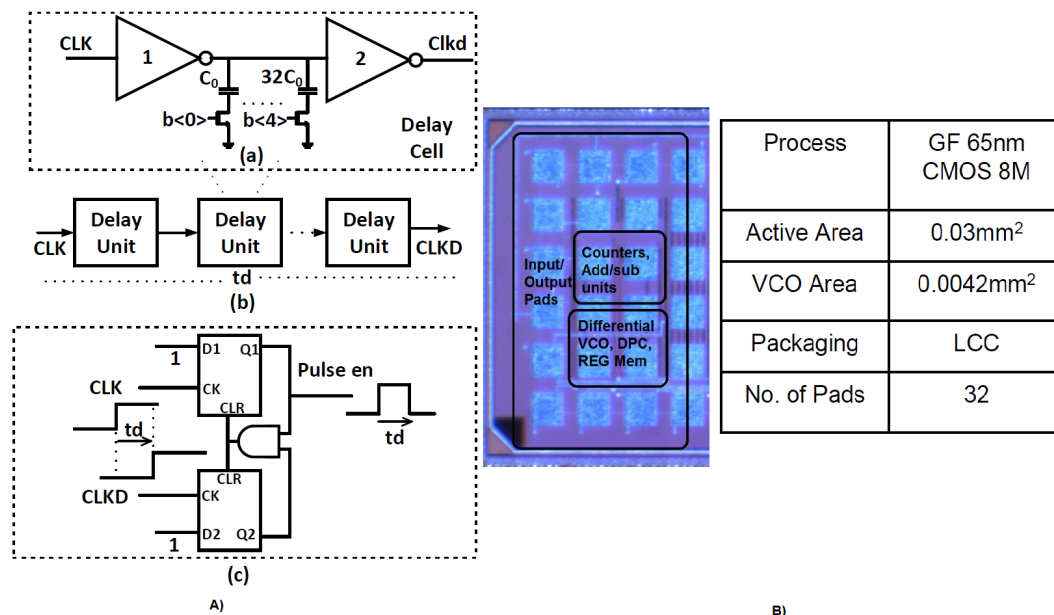 CLK
1
2
Clkd
C0
32C0
b<0>
b<4>
Delay
Cell
(a)
Delay
Unit
Delay
Unit
Delay
Unit
CLK
CLKD
td
(b)
D1
Q1
1
Pulse en
CLK
CK
CLR
td
td
CLR
CLKD
CK
D2
Q2
1
(c)
A)
Input/
Output
Pads
Counters,
Add/sub
units
Differential
VCO, DPC,
REG Mem
Process
GF 65nm
CMOS 8M
Active Area
0.03mm²
VCO Area
0.0042mm²
Packaging
LCC
No. of Pads
32
B)